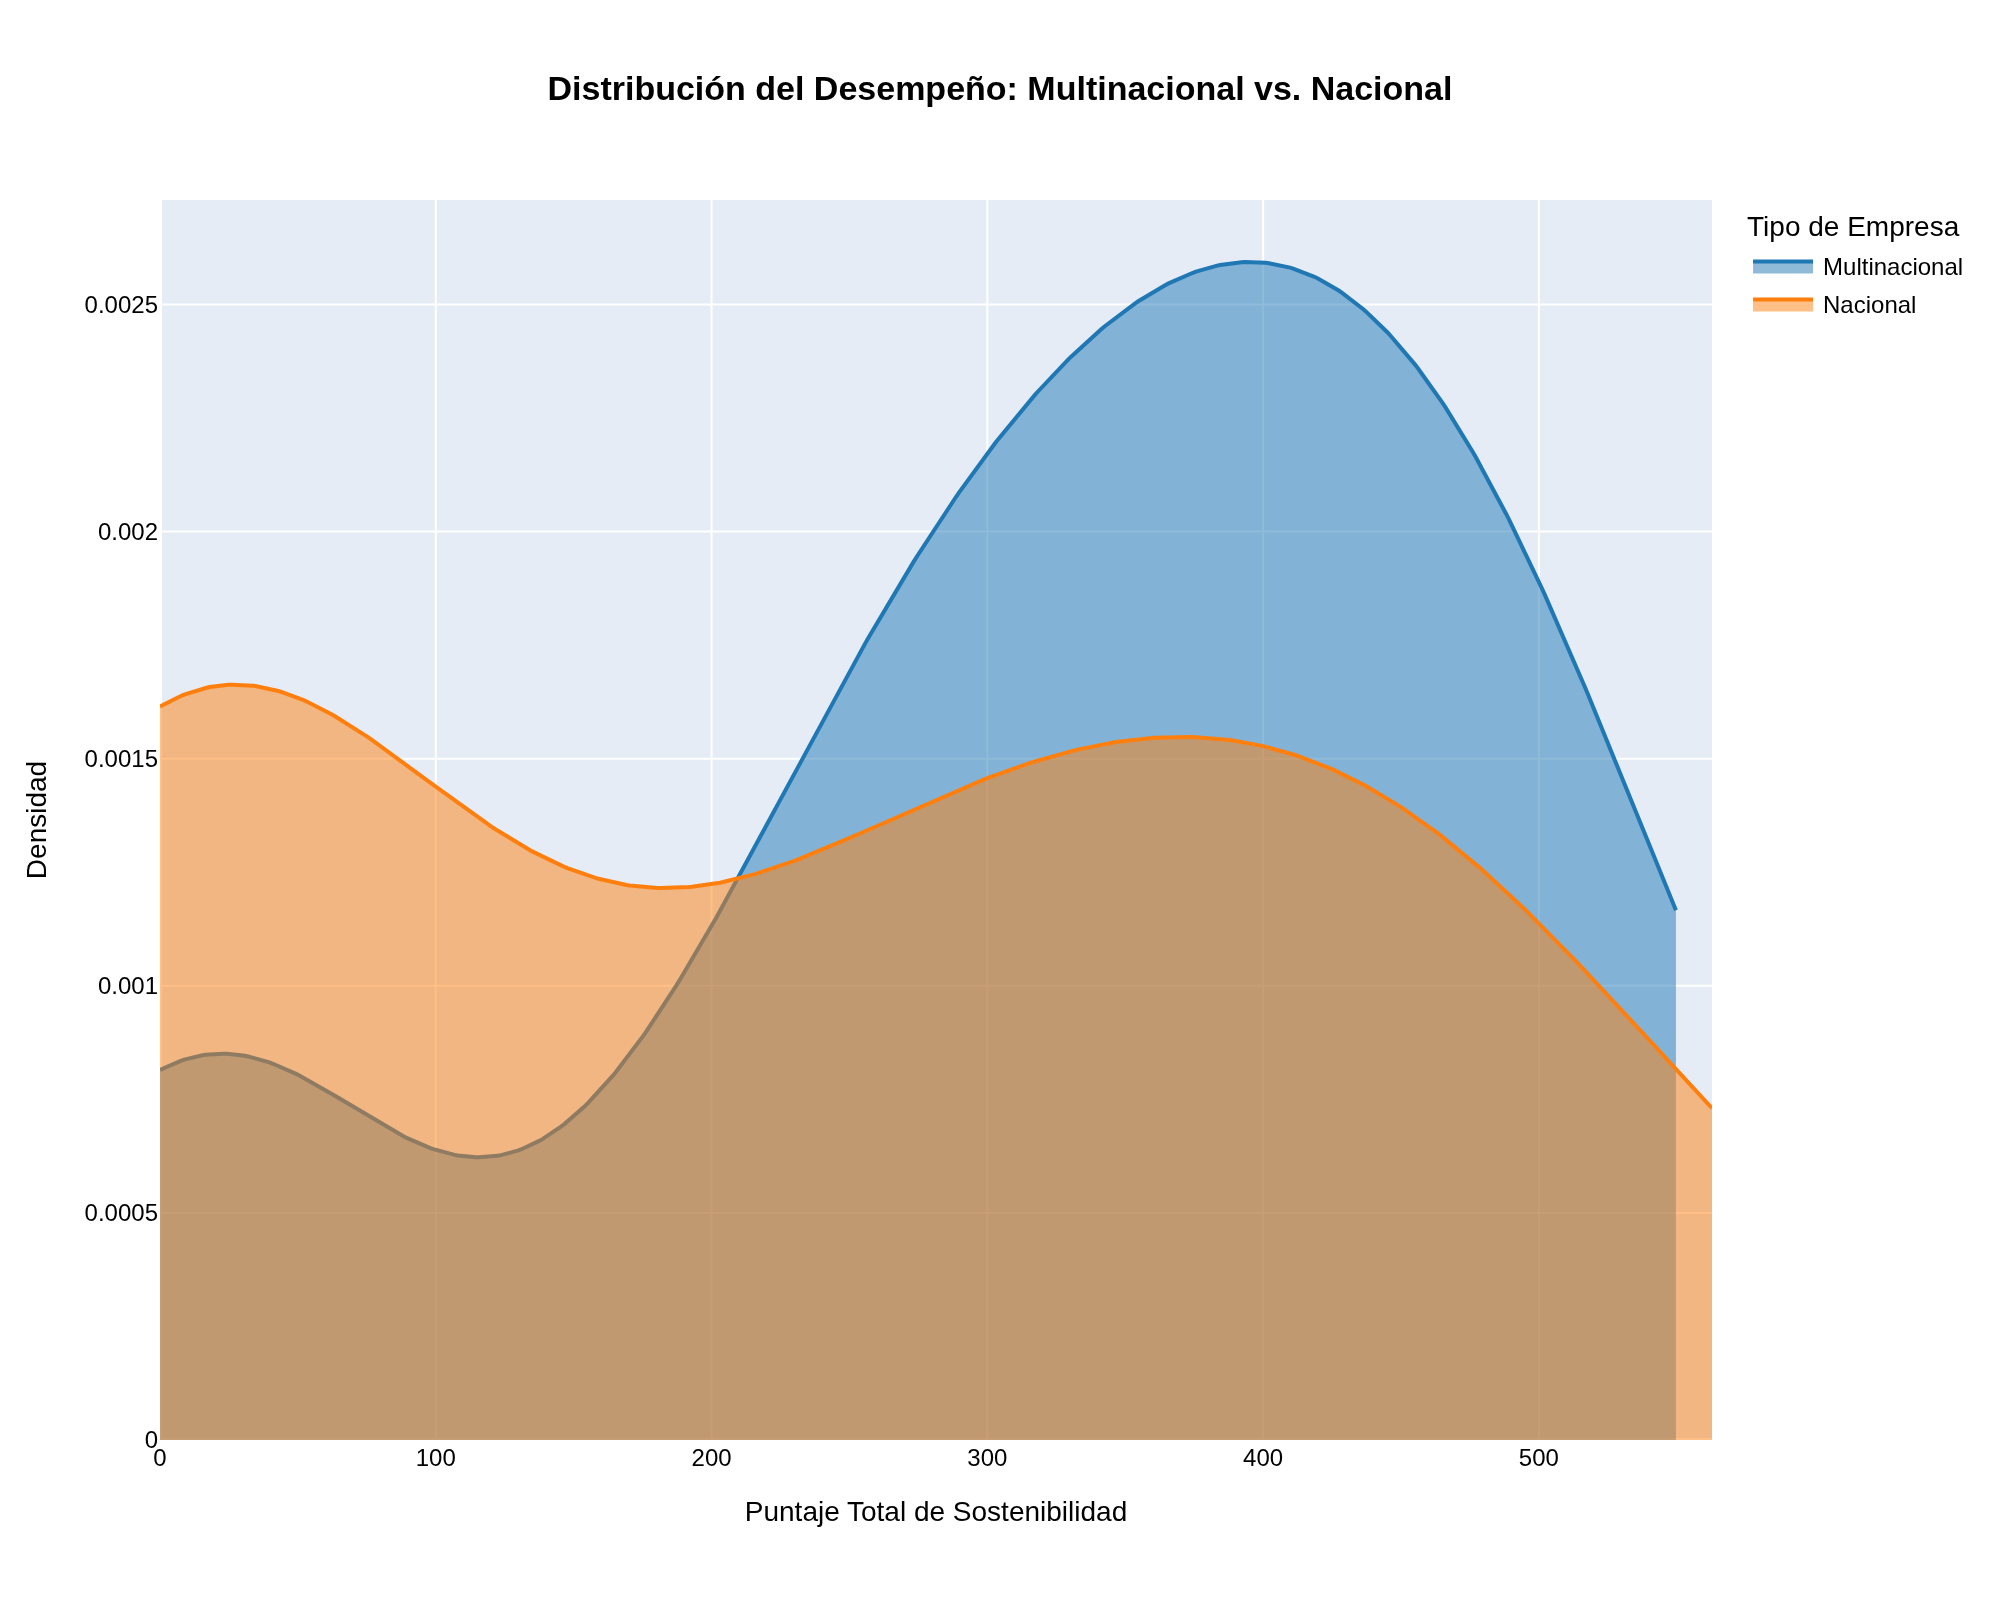 Distribución del Desempeño: Multinacional vs. Nacional
Tipo de Empresa
Multinacional
Nacional
Densidad
0.0025
0.002
0.0015
0.001
0.0005
0
0 100 200 300 400 500
Puntaje Total de Sostenibilidad